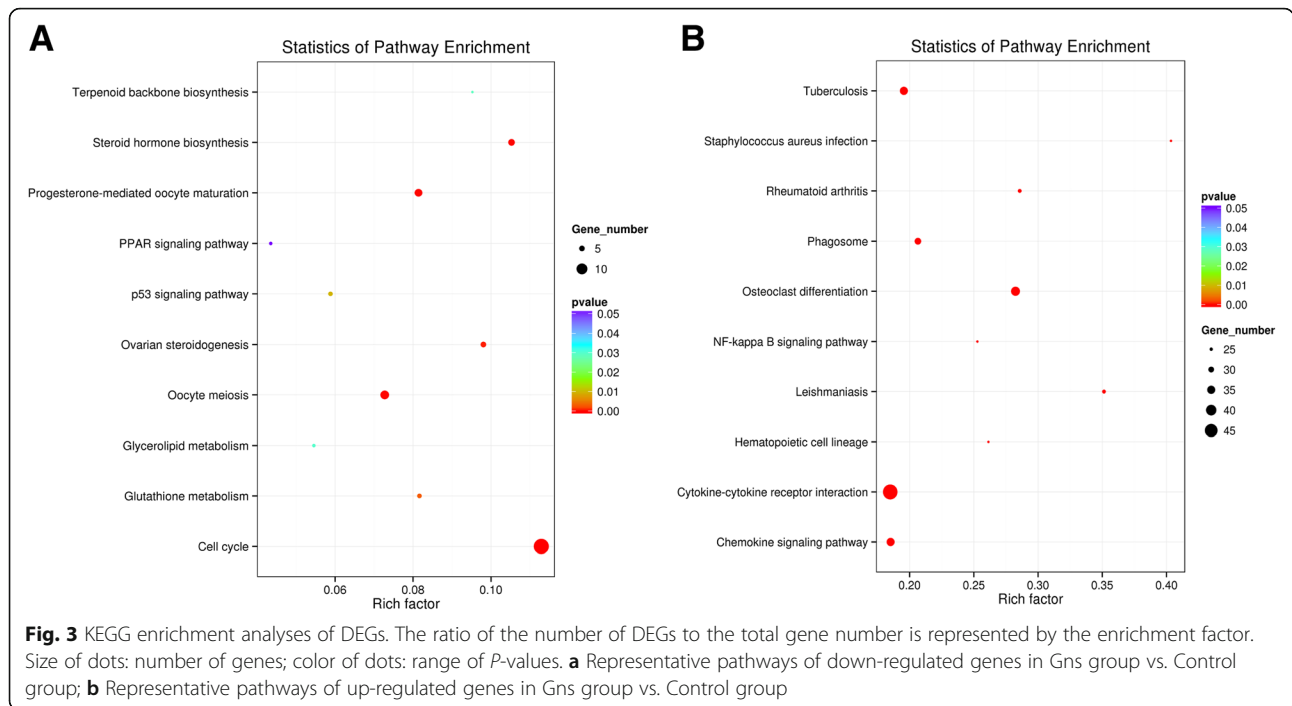 A
Statistics of Pathway Enrichment
Terpenoid backbone biosynthesis
Steroid hormone biosynthesis
Progesterone-mediated oocyte maturation
PPAR signaling pathway
p53 signaling pathway
Ovarian steroidogenesis
Oocyte meiosis
Glycerolipid metabolism
Glutathione metabolism
Cell cycle
0.06 0.08 0.10
Rich factor
Gene_number
5
10
pvalue
0.05
0.04
0.03
0.02
0.01
0.00
B
Statistics of Pathway Enrichment
Tuberculosis
Staphylococcus aureus infection
Rheumatoid arthritis
Phagosome
Osteoclast differentiation
NF-kappa B signaling pathway
Leishmaniasis
Hematopoietic cell lineage
Cytokine-cytokine receptor interaction
Chemokine signaling pathway
0.20 0.25 0.30 0.35 0.40
Rich factor
pvalue
0.05
0.04
0.03
0.02
0.01
0.00
Gene_number
25
30
35
40
45
Fig. 3 KEGG enrichment analyses of DEGs. The ratio of the number of DEGs to the total gene number is represented by the enrichment factor.
Size of dots: number of genes; color of dots: range of P-values. a Representative pathways of down-regulated genes in Gns group vs. Control
group; b Representative pathways of up-regulated genes in Gns group vs. Control group